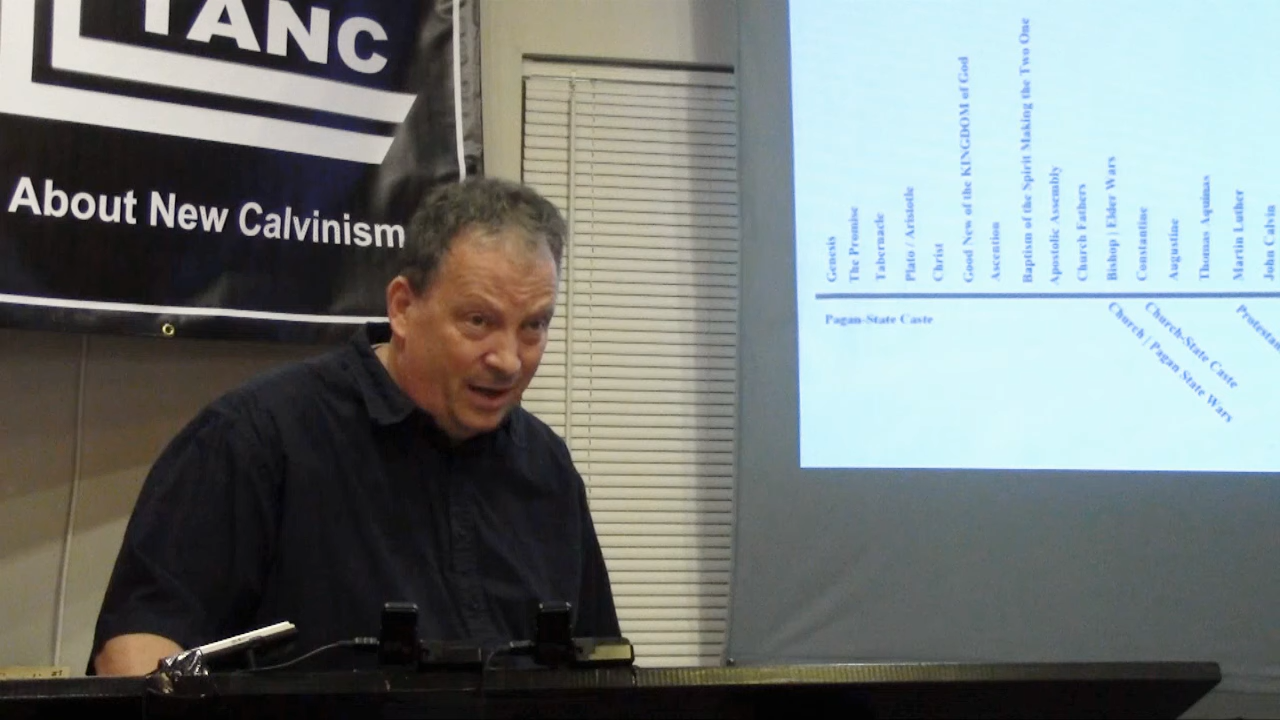 TANC
About New Calvinism
Genesis
The Promise
Tabernacle
Plato / Aristotle
Christ
Good New of the KINGDOM of God
Ascention
Baptism of the Spirit Making the Two One
Apostolic Assembly
Church Fathers
Bishop | Elder Wars
Constantine
Augustine
Thomas Aquinas
Martin Luther
John Calvin
Pagan-State Caste
Church | Pagan State Wars
Church-State Caste